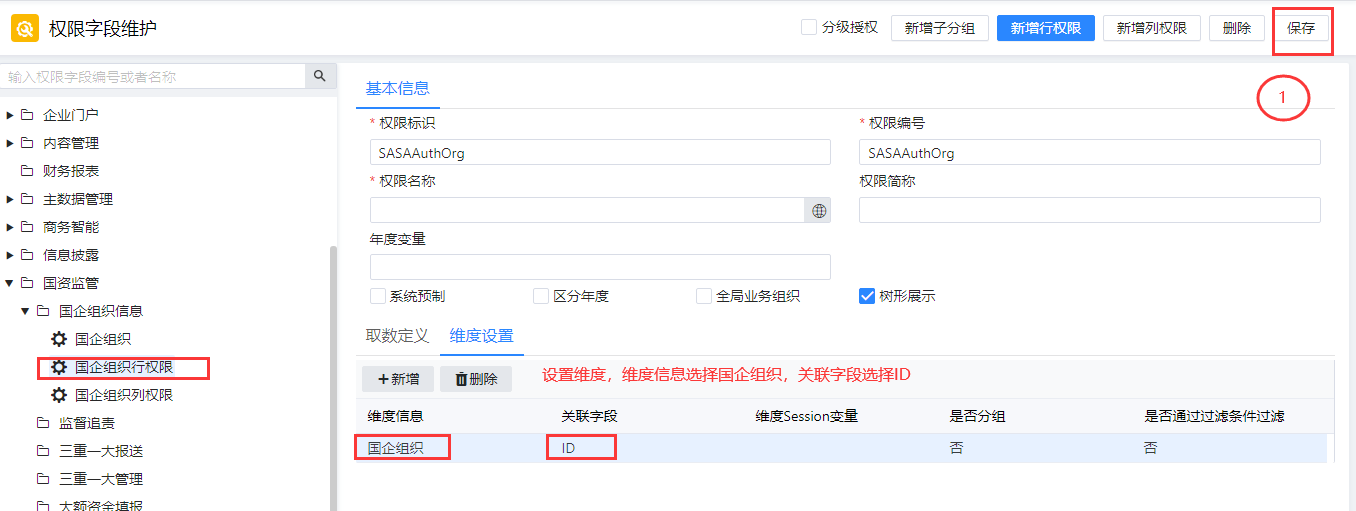 权限字段维护
分级授权
新增子分组
新增行权限
新增列权限
删除
保存
输入权限字段编号或者名称
企业门户
内容管理
财务报表
主数据管理
商务智能
信息披露
国资监管
国企组织信息
国企组织
国企组织行权限
国企组织列权限
监督追责
三重一大报送
三重一大管理
大额资金填报
基本信息
1
* 权限标识
* 权限编号
SASAAuthOrg
SASAAuthOrg
* 权限名称
权限简称
年度变量
系统预制
区分年度
全局业务组织
树形展示
取数定义
维度设置
+新增
删除
设置维度，维度信息选择国企组织，关联字段选择ID
维度信息
关联字段
维度Session变量
是否分组
是否通过过滤条件过滤
国企组织
ID
否
否